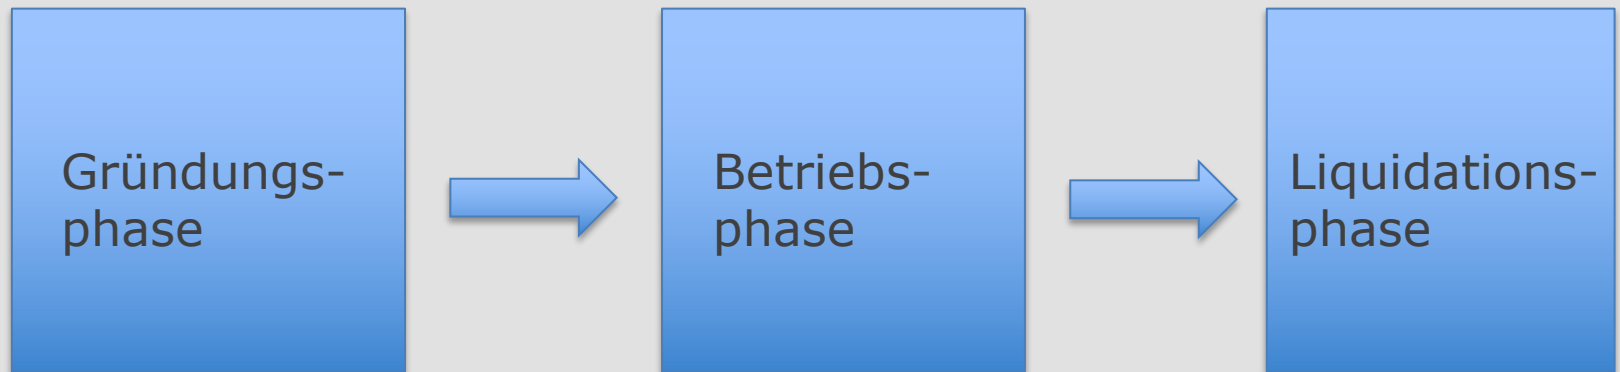 Gründungs-
phase
Betriebs-
phase
Liquidations-
phase